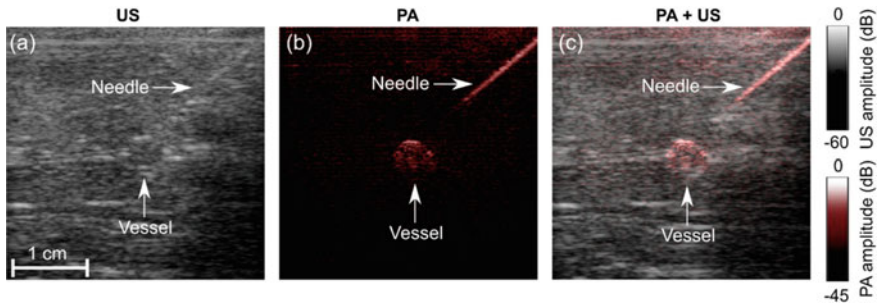 US
PA
PA + US
(a)
(b)
(c)
Needle
Needle
Needle
Vessel
Vessel
Vessel
1 cm
0
-60
US amplitude (dB)
0
-45
PA amplitude (dB)